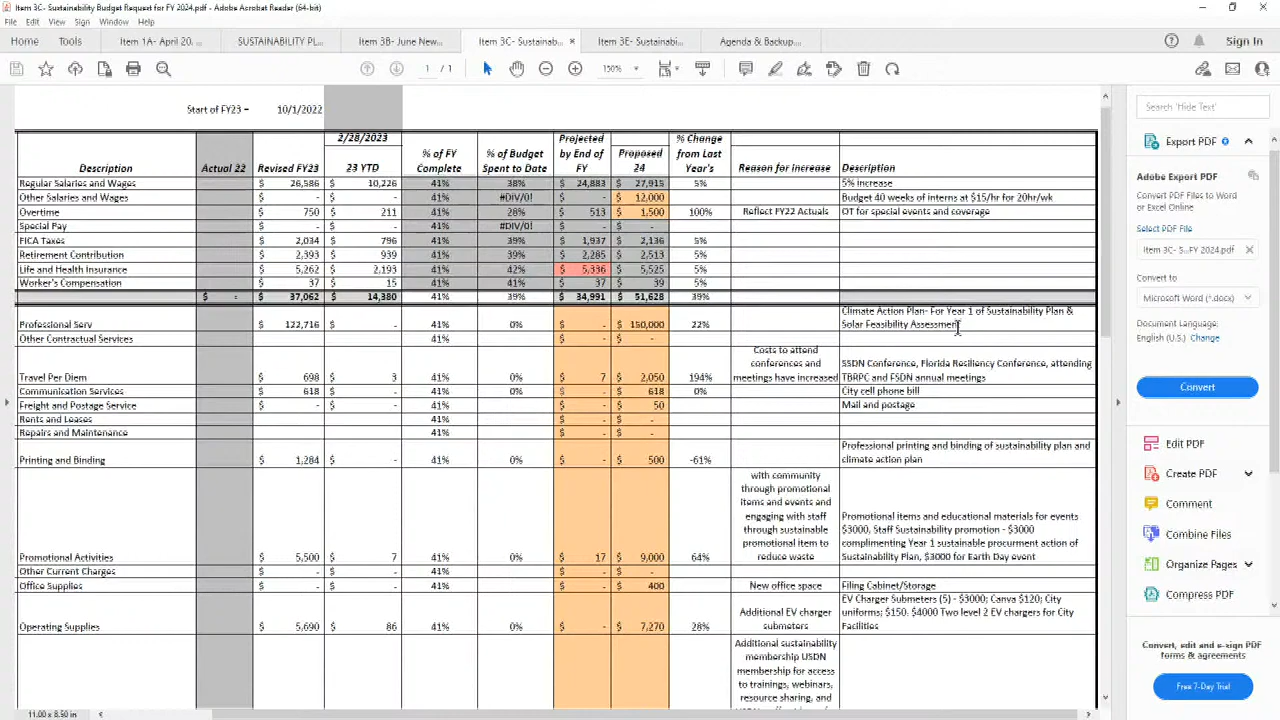 Item 3C- Sustainability Budget Request for FY 2024.pdf - Adobe Acrobat Reader (64-bit)
File Edit View Sign Window Help
Home Tools Item 1A- April 20. ... SUSTAINABILITY PL... Item 3B- June New... Item 3C- Sustainab... × Item 3E- Sustainabi... Agenda & Backup... Sign In
1 / 1 150%
Start of FY23 = 10/1/2022
2/28/2023
Description Actual 22 Revised FY23 23 YTD % of FY Complete % of Budget Spent to Date Projected by End of FY Proposed 24 % Change from Last Year's Reason for increase Description
Regular Salaries and Wages $ 26,586 10,226 41% 38% $ 24,883 $ 27,915 5% 5% increase
Other Salaries and Wages $ - - 41% #DIV/0! $ - $ 12,000 Budget 40 weeks of interns at $15/hr for 20hr/wk
Overtime $ 750 211 41% 28% $ 513 $ 1,500 100% Reflect FY22 Actuals OT for special events and coverage
Special Pay $ - - 41% #DIV/0! $ - $ -
FICA Taxes $ 2,034 796 41% 39% $ 1,937 $ 2,136 5%
Retirement Contribution $ 2,393 939 41% 39% $ 2,285 $ 2,513 5%
Life and Health Insurance $ 5,262 2,193 41% 42% $ 5,336 $ 5,525 5%
Worker's Compensation $ 37 15 41% 41% $ 37 $ 39 5%
$ - $ 37,062 $ 14,380 41% 39% $ 34,991 $ 51,628 39%
Climate Action Plan- For Year 1 of Sustainability Plan &
Professional Serv $ 122,716 $ - 41% 0% $ - $ 150,000 22% Solar Feasibility Assessment
Other Contractual Services 41% $ - $ -
Costs to attend
conferences and SSDN Conference, Florida Resiliency Conference, attending
Travel Per Diem $ 698 $ 3 41% 0% $ 7 $ 2,050 194% meetings have increased TBRPC and FSDN annual meetings
Communication Services $ 618 $ - 41% 0% $ - $ 618 0% City cell phone bill
Freight and Postage Service $ - $ - 41% $ - $ 50 Mail and postage
Rents and Leases 41% $ - $ -
Repairs and Maintenance 41% $ - $ -
Professional printing and binding of sustainability plan and
Printing and Binding $ 1,284 $ - 41% 0% $ - $ 500 -61% climate action plan
with community
through promotional
items and events and
engaging with staff Promotional items and educational materials for events
through sustainable $3000, Staff Sustainability promotion - $3000
promotional item to complimenting Year 1 sustainable procurement action of
Promotional Activities $ 5,500 $ 7 41% 0% $ 17 $ 9,000 64% reduce waste Sustainability Plan, $3000 for Earth Day event
Other Current Charges $ - $ - 41% $ - $ -
Office Supplies $ - $ - 41% $ - $ 400 New office space Filing Cabinet/Storage
EV Charger Submeters (5) - $3000; Canva $120; City
Additional EV charger uniforms; $150. $4000 Two level 2 EV chargers for City
Operating Supplies $ 5,690 $ 86 41% 0% $ - $ 7,270 28% submeters Facilities
Additional sustainability
membership USDN
membership for access
to trainings, webinars,
resource sharing, and
11.00 x 8.50 in
Search 'Hide Text'
Export PDF
Adobe Export PDF
Convert PDF Files to Word
or Excel Online
Select PDF File
Item 3C- S...FY 2024.pdf ×
Convert to
Microsoft Word (*.docx)
Document Language:
English (U.S.) Change
Convert
Edit PDF
Create PDF
Comment
Combine Files
Organize Pages
Compress PDF
Convert, edit and e-sign PDF
forms & agreements
Free 7-Day Trial